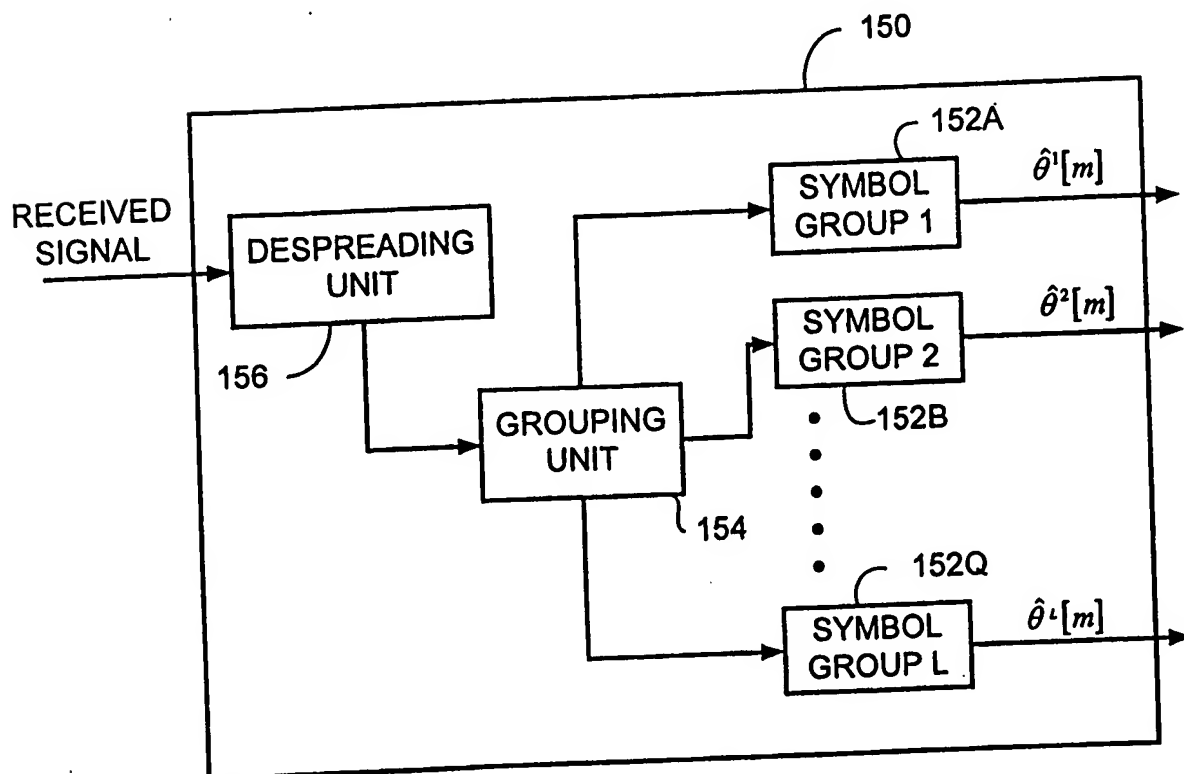 150
152A
RECEIVED
SIGNAL
DESPREADING
UNIT
156
SYMBOL
GROUP 1
θ̂¹[m]
SYMBOL
GROUP 2
θ̂²[m]
152B
GROUPING
UNIT
154
152Q
SYMBOL
GROUP L
θ̂ᴸ[m]